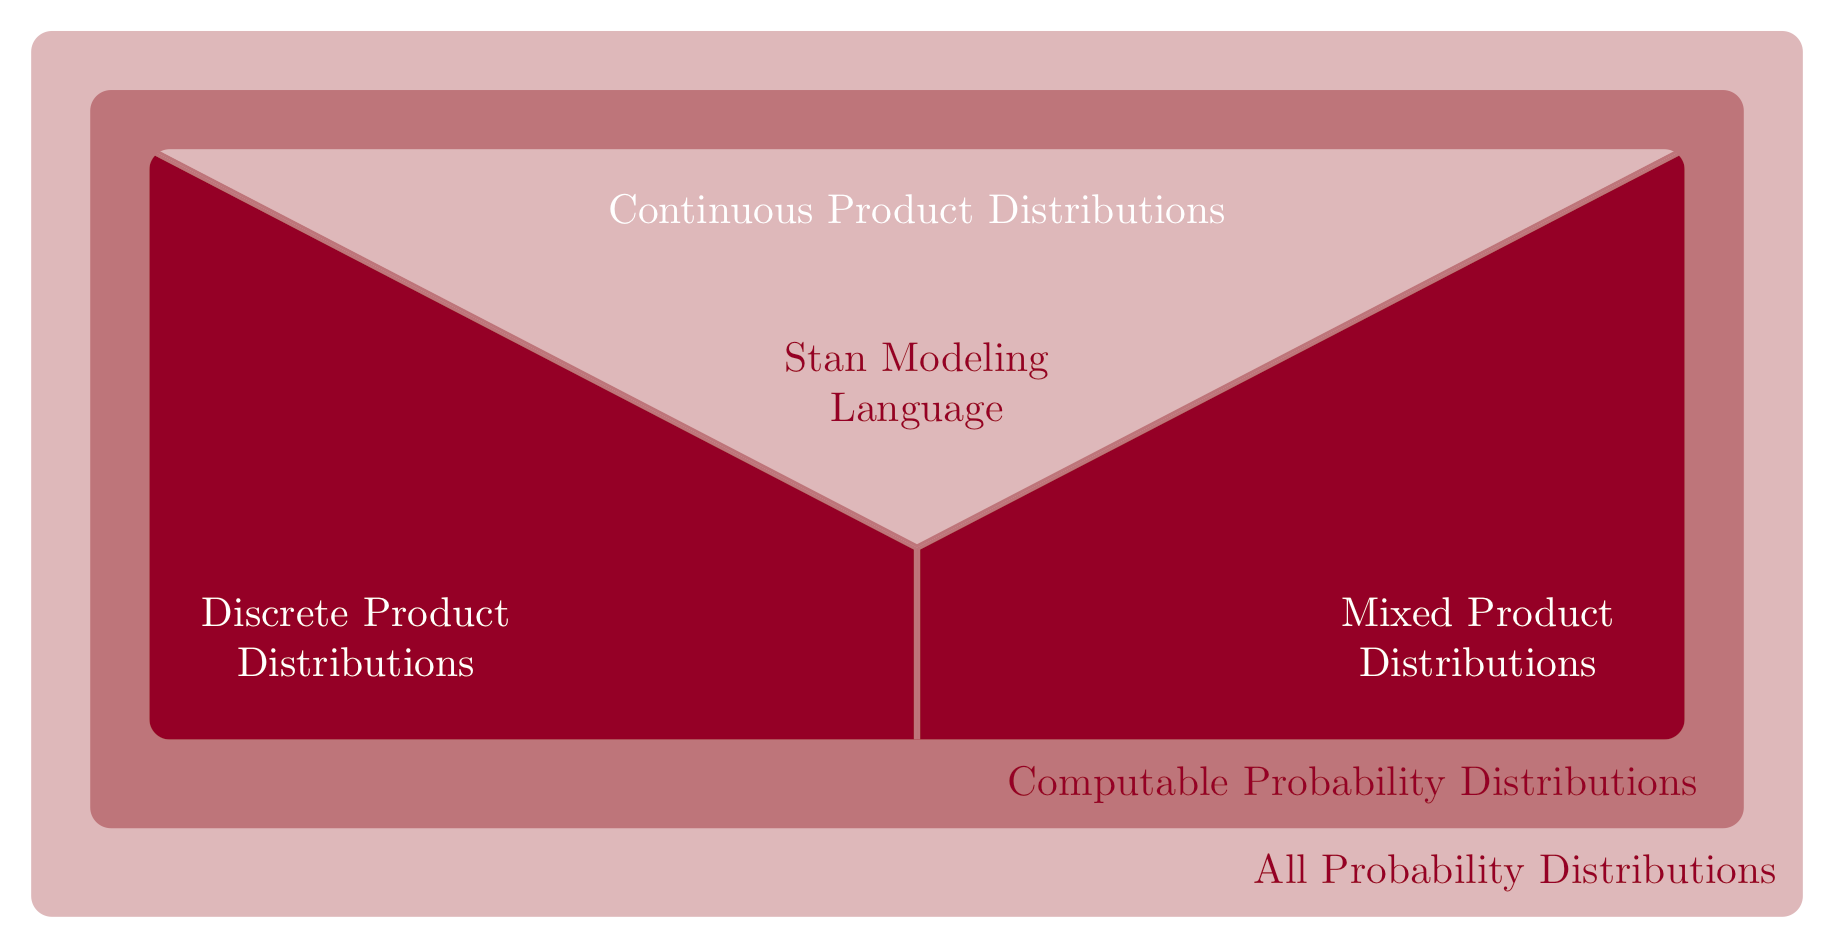 Continuous Product Distributions
Stan Modeling
Language
Discrete Product
Distributions
Mixed Product
Distributions
Computable Probability Distributions
All Probability Distributions